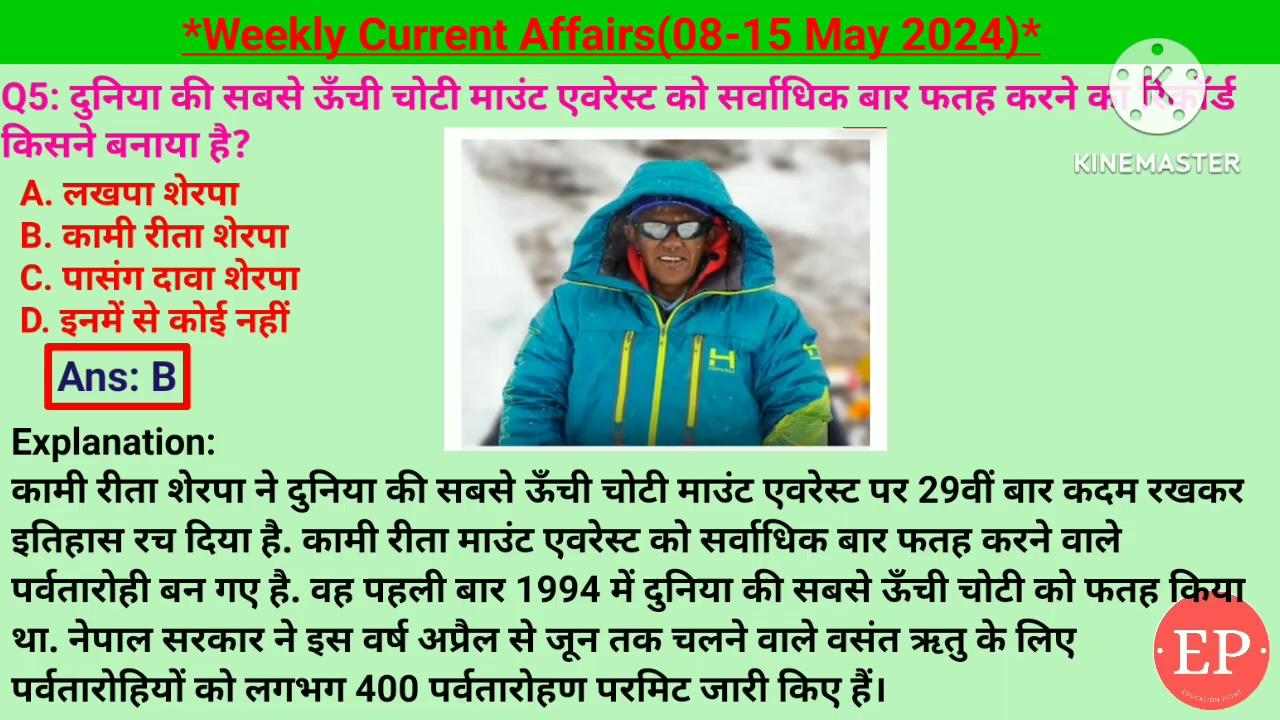 *Weekly Current Affairs(08-15 May 2024)*
Q5: दुनिया की सबसे ऊँची चोटी माउंट एवरेस्ट को सर्वाधिक बार फतह करने का रिकॉर्ड
किसने बनाया है?
KINEMASTER
A. लखपा शेरपा
B. कामी रीता शेरपा
C. पासंग दावा शेरपा
D. इनमें से कोई नहीं
Ans: B
Explanation:
कामी रीता शेरपा ने दुनिया की सबसे ऊँची चोटी माउंट एवरेस्ट पर 29वीं बार कदम रखकर
इतिहास रच दिया है. कामी रीता माउंट एवरेस्ट को सर्वाधिक बार फतह करने वाले
पर्वतारोही बन गए है. वह पहली बार 1994 में दुनिया की सबसे ऊँची चोटी को फतह किया
था. नेपाल सरकार ने इस वर्ष अप्रैल से जून तक चलने वाले वसंत ऋतु के लिए
पर्वतारोहियों को लगभग 400 पर्वतारोहण परमिट जारी किए हैं।
EP
EDUCATION POINT